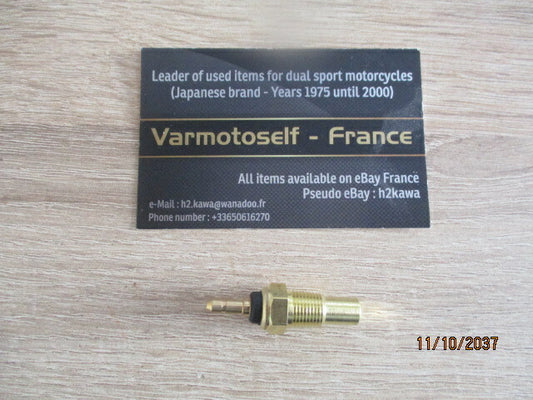 Leader of used items for dual sport motorcycles
(Japanese brand - Years 1975 until 2000)
Varmotoself - France
All items available on eBay France
Pseudo eBay : h2kawa
e-Mail : h2.kawa@wanadoo.fr
Phone number : +33650616270
11/10/2037